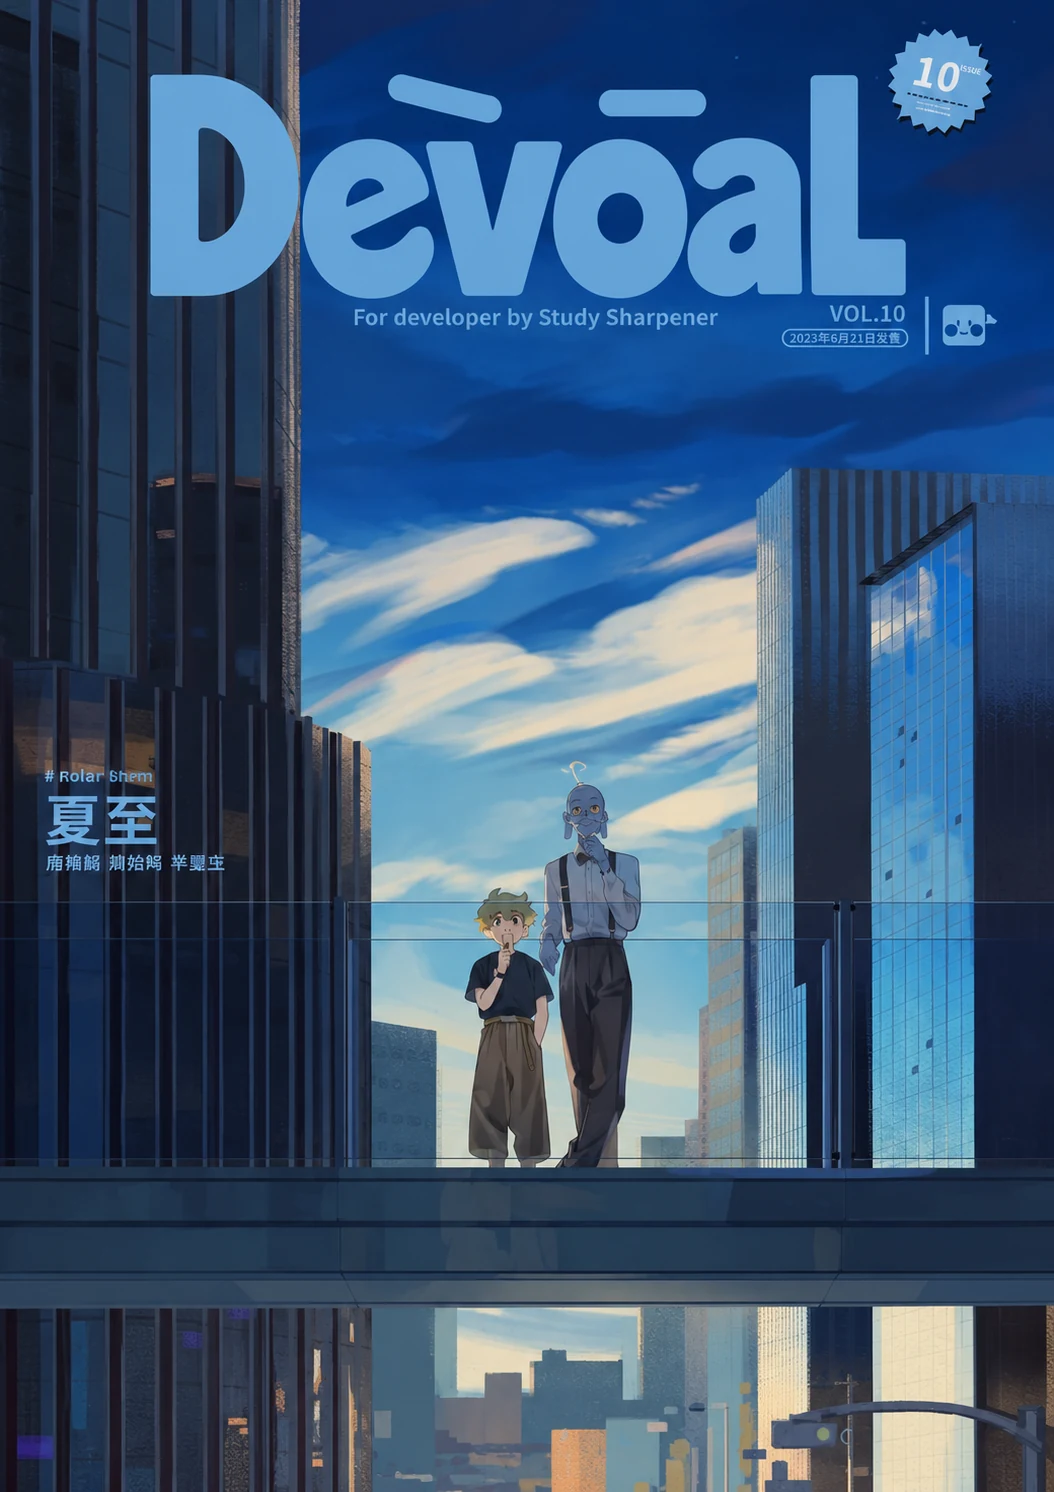 Dèvōal
10 ISSUE
For developer by Study Sharpener
VOL.10
2023年6月21日发售
# Rolar Shem
夏至